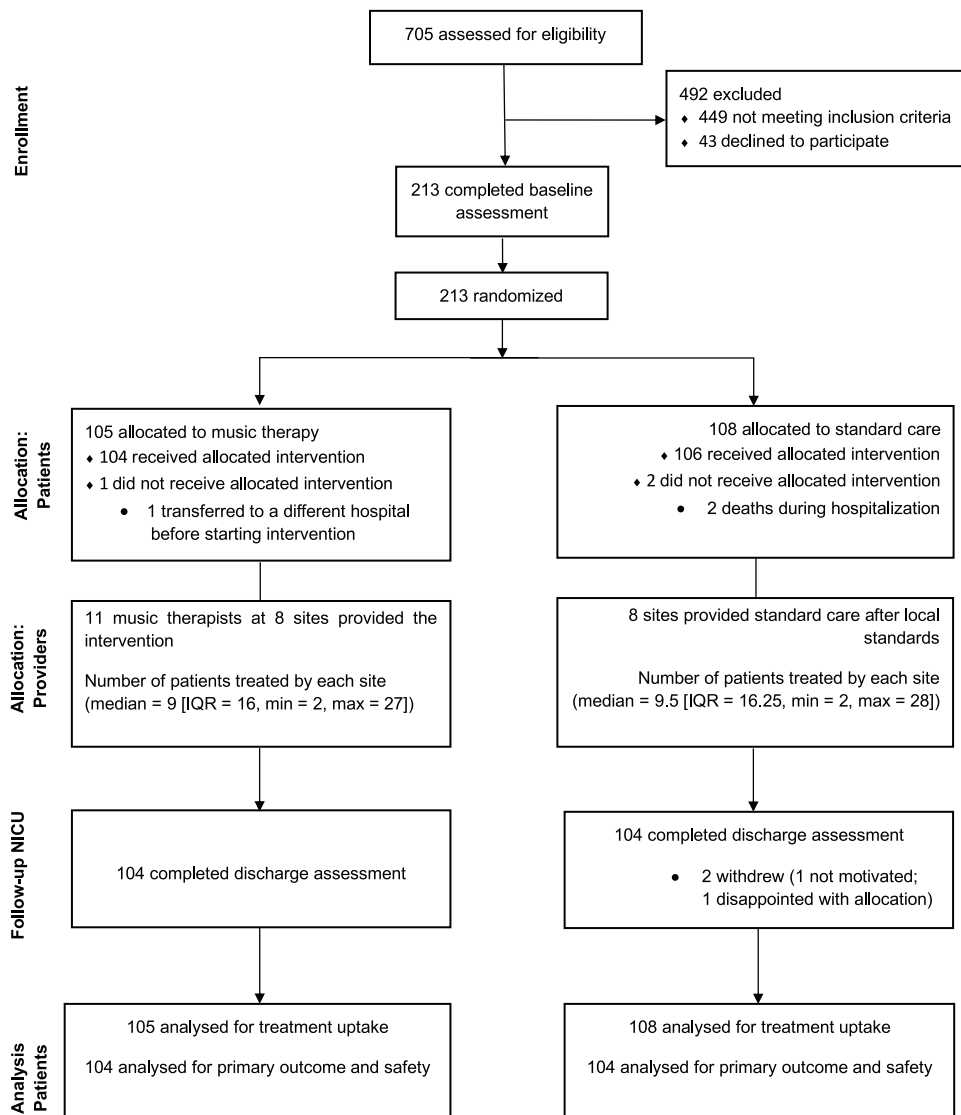 705 assessed for eligibility
Enrollment
492 excluded
♦ 449 not meeting inclusion criteria
♦ 43 declined to participate
213 completed baseline
assessment
213 randomized
Allocation:
Patients
105 allocated to music therapy
♦ 104 received allocated intervention
♦ 1 did not receive allocated intervention
● 1 transferred to a different hospital
before starting intervention
108 allocated to standard care
♦ 106 received allocated intervention
♦ 2 did not receive allocated intervention
● 2 deaths during hospitalization
Allocation:
Providers
11 music therapists at 8 sites provided the
intervention
Number of patients treated by each site
(median = 9 [IQR = 16, min = 2, max = 27])
8 sites provided standard care after local
standards
Number of patients treated by each site
(median = 9.5 [IQR = 16.25, min = 2, max = 28])
Follow-up NICU
104 completed discharge assessment
104 completed discharge assessment
● 2 withdrew (1 not motivated;
1 disappointed with allocation)
Analysis
Patients
105 analysed for treatment uptake
104 analysed for primary outcome and safety
108 analysed for treatment uptake
104 analysed for primary outcome and safety